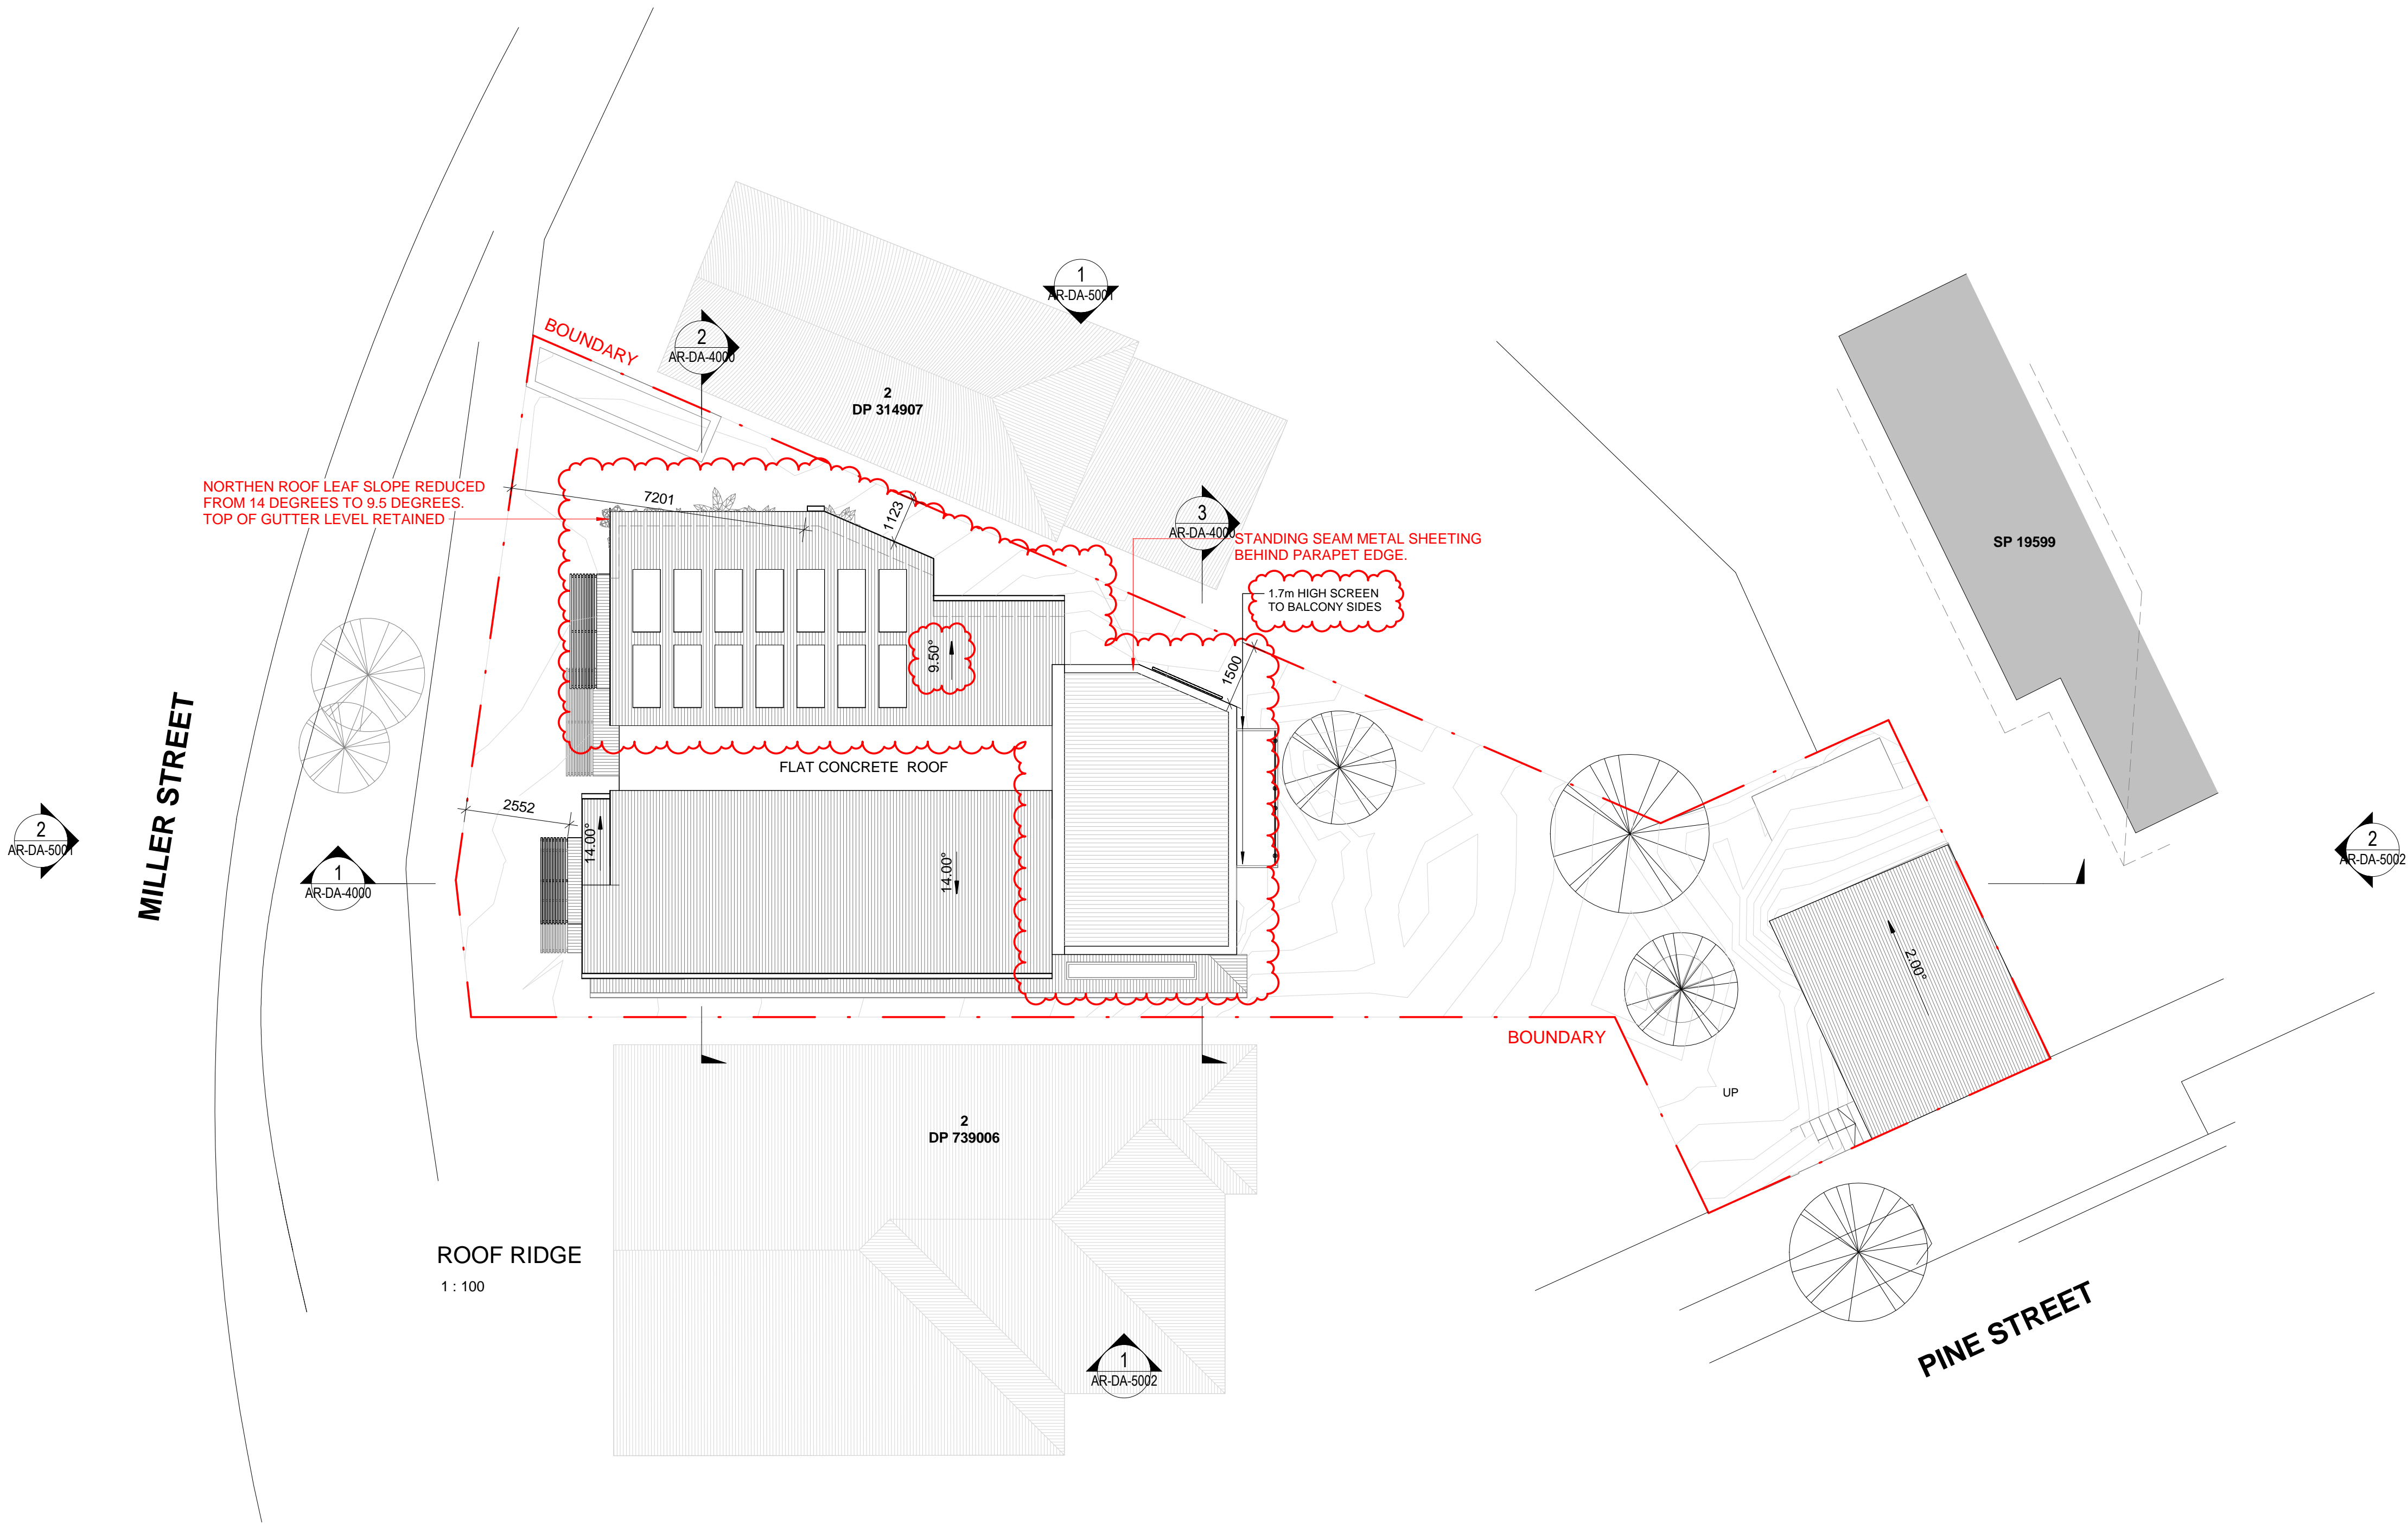 1
AR-DA-5001
BOUNDARY
2
AR-DA-4000
2
DP 314907
NORTHEN ROOF LEAF SLOPE REDUCED
FROM 14 DEGREES TO 9.5 DEGREES.
TOP OF GUTTER LEVEL RETAINED
7201
1123
3
AR-DA-4000
STANDING SEAM METAL SHEETING
BEHIND PARAPET EDGE.
SP 19599
1.7m HIGH SCREEN
TO BALCONY SIDES
9.50°
1500
MILLER STREET
FLAT CONCRETE ROOF
2552
14.00°
14.00°
2
AR-DA-5001
1
AR-DA-4000
2
AR-DA-5002
2.00°
BOUNDARY
UP
2
DP 739006
ROOF RIDGE
1 : 100
PINE STREET
1
AR-DA-5002